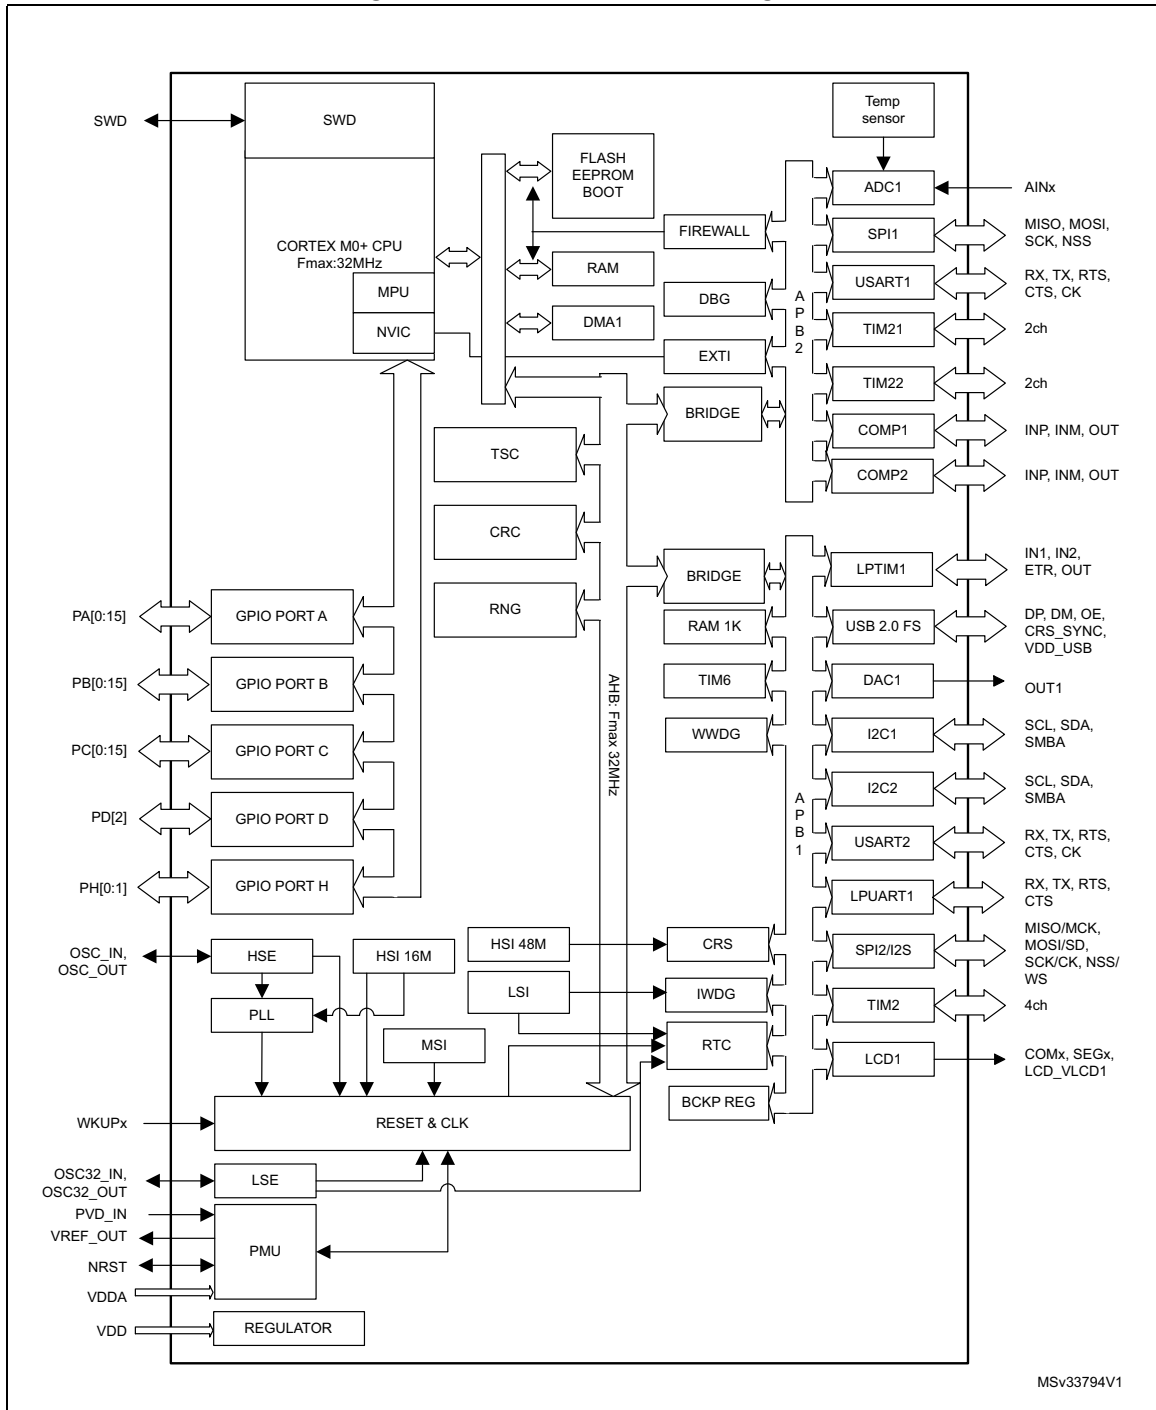 Temp
sensor
SWD
SWD
FLASH
EEPROM
BOOT
ADC1
AINx
FIREWALL
SPI1
MISO, MOSI,
SCK, NSS
CORTEX M0+ CPU
Fmax:32MHz
RAM
MPU
DBG
USART1
RX, TX, RTS,
CTS, CK
A
P
B
2
NVIC
DMA1
TIM21
2ch
EXTI
TIM22
2ch
BRIDGE
COMP1
INP, INM, OUT
TSC
COMP2
INP, INM, OUT
CRC
BRIDGE
LPTIM1
IN1, IN2,
ETR, OUT
RNG
PA[0:15]
GPIO PORT A
RAM 1K
USB 2.0 FS
DP, DM, OE,
CRS_SYNC,
VDD_USB
PB[0:15]
GPIO PORT B
TIM6
DAC1
OUT1
AHB: Fmax 32MHz
PC[0:15]
GPIO PORT C
WWDG
I2C1
SCL, SDA,
SMBA
PD[2]
GPIO PORT D
A
P
B
1
I2C2
SCL, SDA,
SMBA
USART2
RX, TX, RTS,
CTS, CK
PH[0:1]
GPIO PORT H
LPUART1
RX, TX, RTS,
CTS
OSC_IN,
OSC_OUT
HSE
HSI 16M
HSI 48M
CRS
SPI2/I2S
MISO/MCK,
MOSI/SD,
SCK/CK, NSS/
WS
LSI
IWDG
PLL
TIM2
4ch
MSI
RTC
LCD1
COMx, SEGx,
LCD_VLCD1
BCKP REG
WKUPx
RESET & CLK
OSC32_IN,
OSC32_OUT
LSE
PVD_IN
VREF_OUT
PMU
NRST
VDDA
VDD
REGULATOR
MSv33794V1